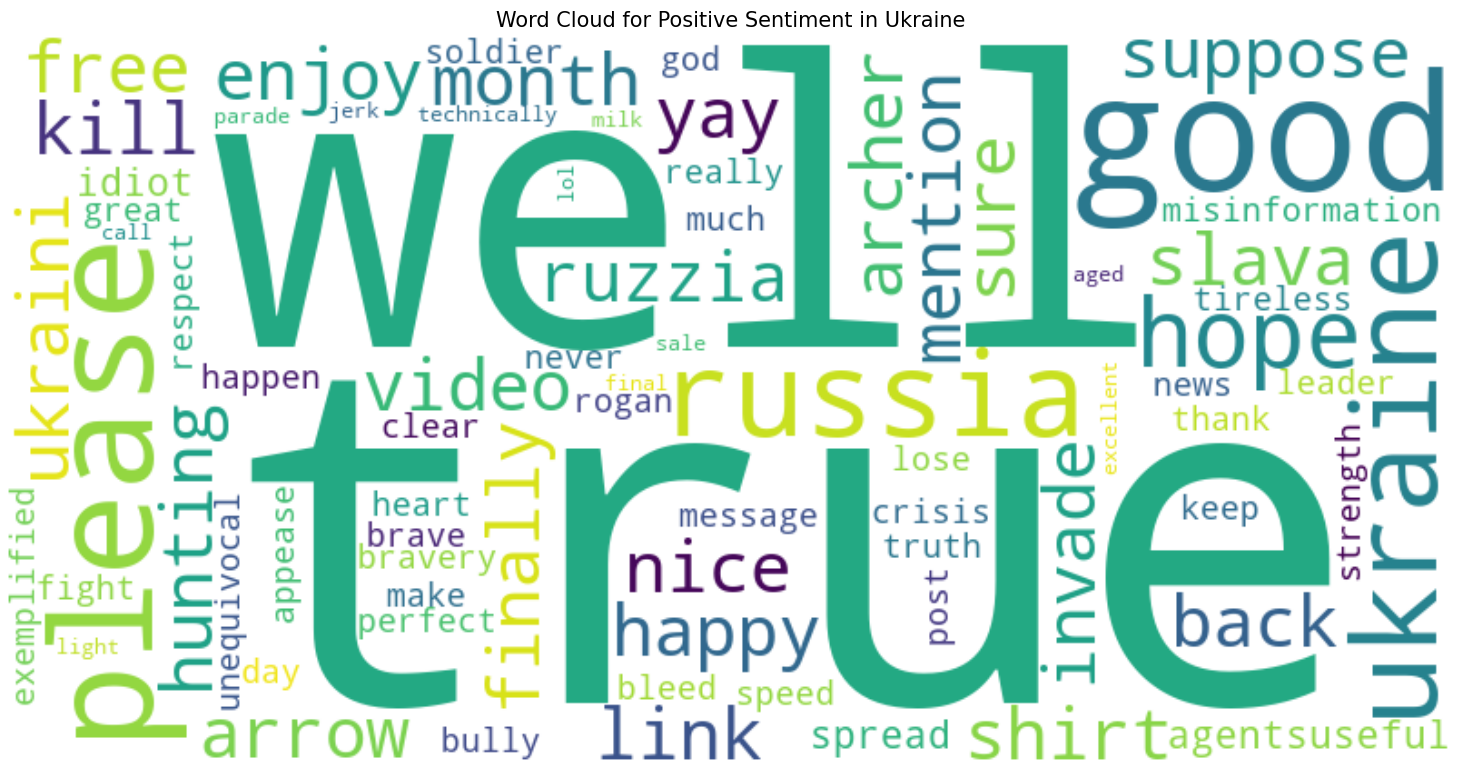 Word Cloud for Positive Sentiment in Ukraine
free
enjoy
soldier
month
god
suppose
kill
parade
jerk
technically
milk
yay
well
archer
mention
sure
good
idiot
great
call
lol
really
much
misinformation
ukraini
please
respect
ruzzia
aged
slava
tireless
hope
ukraine
happen
never
sale
video
final
rogan
russia
news
leader
thank
clear
excellent
hunting
true
finally
lose
invade
strength.
exemplified
unequivocal
appease
heart
brave
bravery
message
crisis
truth
keep
fight
make
perfect
nice
post
happy
back
light
day
bleed
speed
arrow
bully
link
spread
shirt
agentsuseful